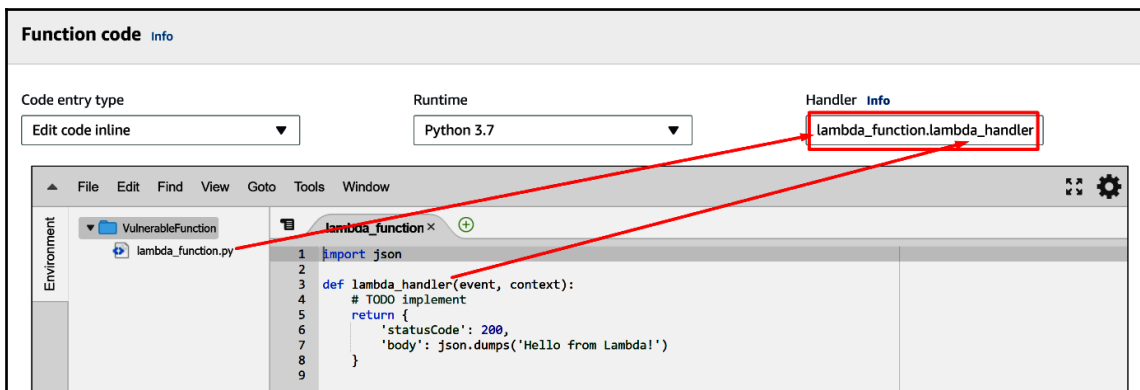 Function code Info
Code entry type
Runtime
Handler Info
Edit code inline
Python 3.7
lambda_function.lambda_handler
File Edit Find View Goto Tools Window
Environment
VulnerableFunction
lambda_function.py
lambda_function ×
1 import json
2
3 def lambda_handler(event, context):
4     # TODO implement
5     return {
6         'statusCode': 200,
7         'body': json.dumps('Hello from Lambda!')
8     }
9